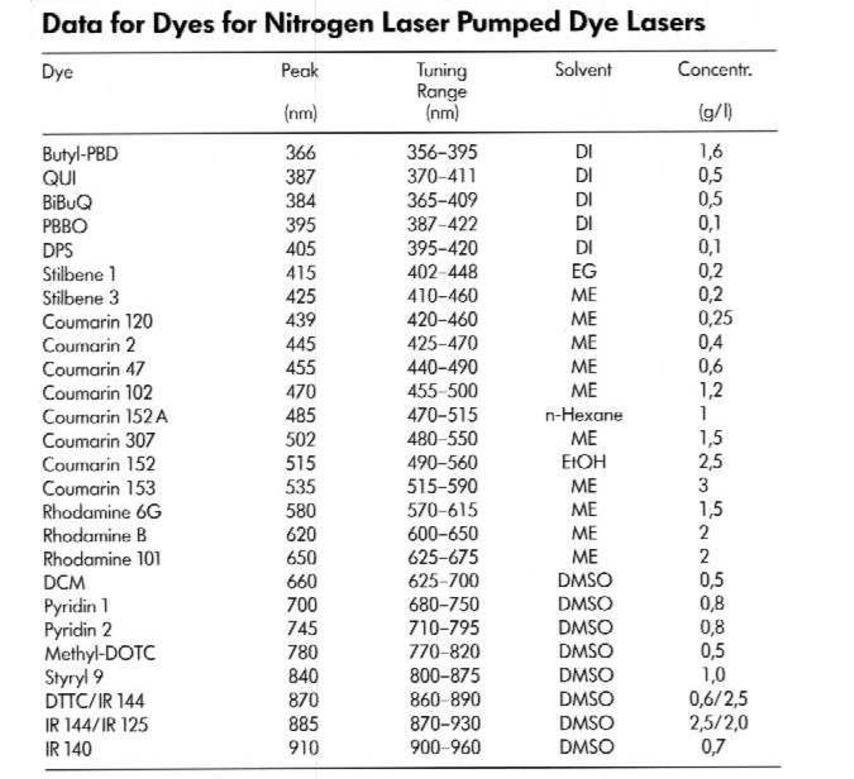 Data for Dyes for Nitrogen Laser Pumped Dye Lasers
Dye Peak Tuning Solvent Concentr.
Range
(nm) (nm) (g/l)
Butyl-PBD 366 356–395 DI 1,6
QUI 387 370–411 DI 0,5
BiBuQ 384 365–409 DI 0,5
PBBO 395 387–422 DI 0,1
DPS 405 395–420 DI 0,1
Stilbene 1 415 402–448 EG 0,2
Stilbene 3 425 410–460 ME 0,2
Coumarin 120 439 420–460 ME 0,25
Coumarin 2 445 425–470 ME 0,4
Coumarin 47 455 440–490 ME 0,6
Coumarin 102 470 455–500 ME 1,2
Coumarin 152 A 485 470–515 n-Hexane 1
Coumarin 307 502 480–550 ME 1,5
Coumarin 152 515 490–560 EtOH 2,5
Coumarin 153 535 515–590 ME 3
Rhodamine 6G 580 570–615 ME 1,5
Rhodamine B 620 600–650 ME 2
Rhodamine 101 650 625–675 ME 2
DCM 660 625–700 DMSO 0,5
Pyridin 1 700 680–750 DMSO 0,8
Pyridin 2 745 710–795 DMSO 0,8
Methyl-DOTC 780 770–820 DMSO 0,5
Styryl 9 840 800–875 DMSO 1,0
DTTC/IR 144 870 860–890 DMSO 0,6/2,5
IR 144/IR 125 885 870–930 DMSO 2,5/2,0
IR 140 910 900–960 DMSO 0,7